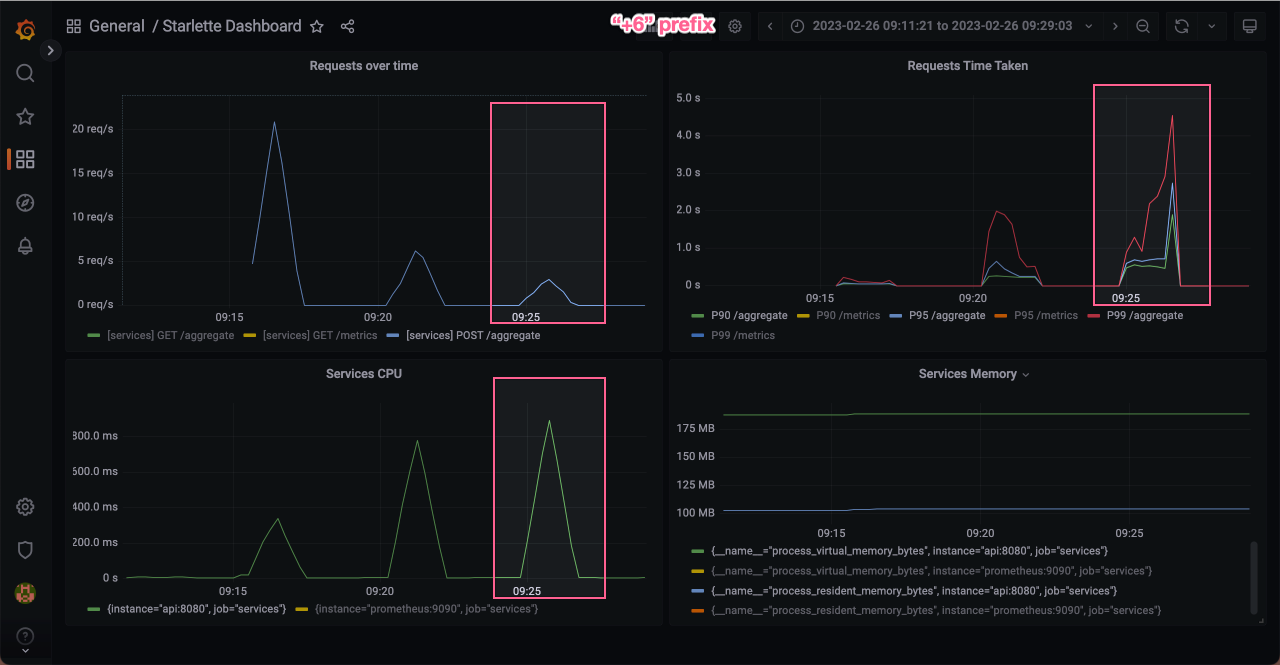 General / Starlette Dashboard
“+6” prefix
2023-02-26 09:11:21 to 2023-02-26 09:29:03
Requests over time
20 req/s
15 req/s
10 req/s
5 req/s
0 req/s
09:15
09:20
09:25
[services] GET /aggregate
[services] GET /metrics
[services] POST /aggregate
Requests Time Taken
5.0 s
4.0 s
3.0 s
2.0 s
1.0 s
0 s
09:15
09:20
09:25
P90 /aggregate
P90 /metrics
P95 /aggregate
P95 /metrics
P99 /aggregate
P99 /metrics
Services CPU
800.0 ms
600.0 ms
400.0 ms
200.0 ms
0 s
09:15
09:20
09:25
{instance="api:8080", job="services"}
{instance="prometheus:9090", job="services"}
Services Memory
175 MB
150 MB
125 MB
100 MB
09:15
09:20
09:25
{__name__="process_virtual_memory_bytes", instance="api:8080", job="services"}
{__name__="process_virtual_memory_bytes", instance="prometheus:9090", job="services"}
{__name__="process_resident_memory_bytes", instance="api:8080", job="services"}
{__name__="process_resident_memory_bytes", instance="prometheus:9090", job="services"}